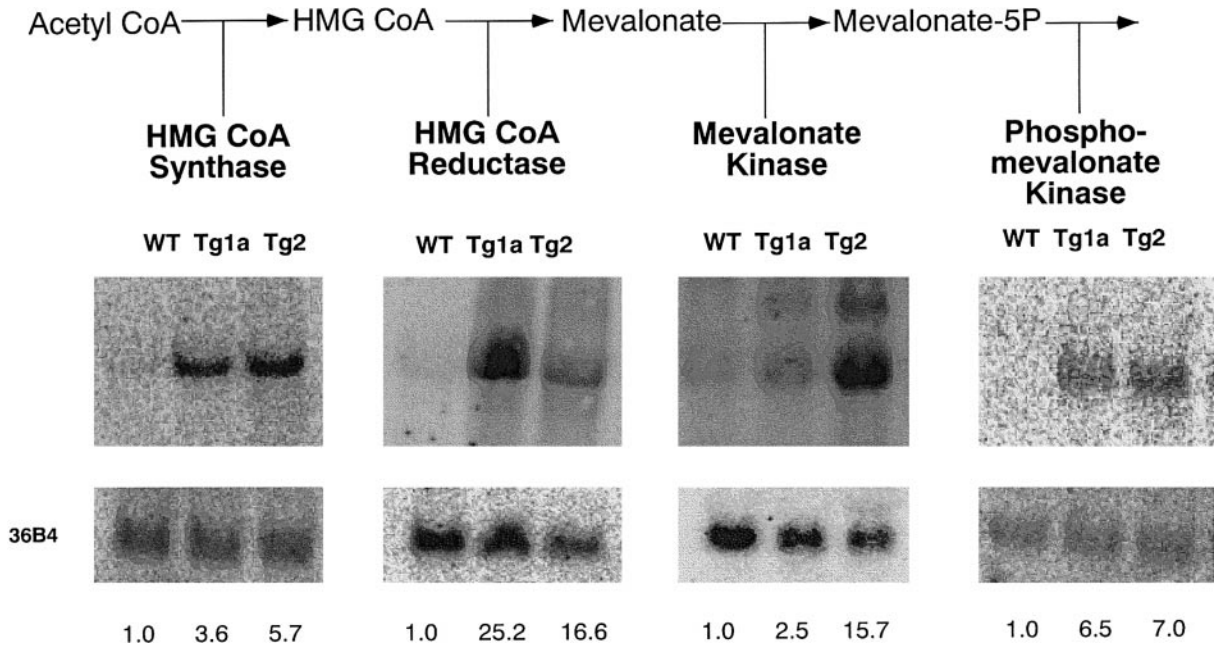 Acetyl CoA HMG CoA Mevalonate Mevalonate-5P
HMG CoA
Synthase
HMG CoA
Reductase
Mevalonate
Kinase
Phospho-
mevalonate
Kinase
WT Tg1a Tg2
WT Tg1a Tg2
WT Tg1a Tg2
WT Tg1a Tg2
36B4
1.0 3.6 5.7
1.0 25.2 16.6
1.0 2.5 15.7
1.0 6.5 7.0